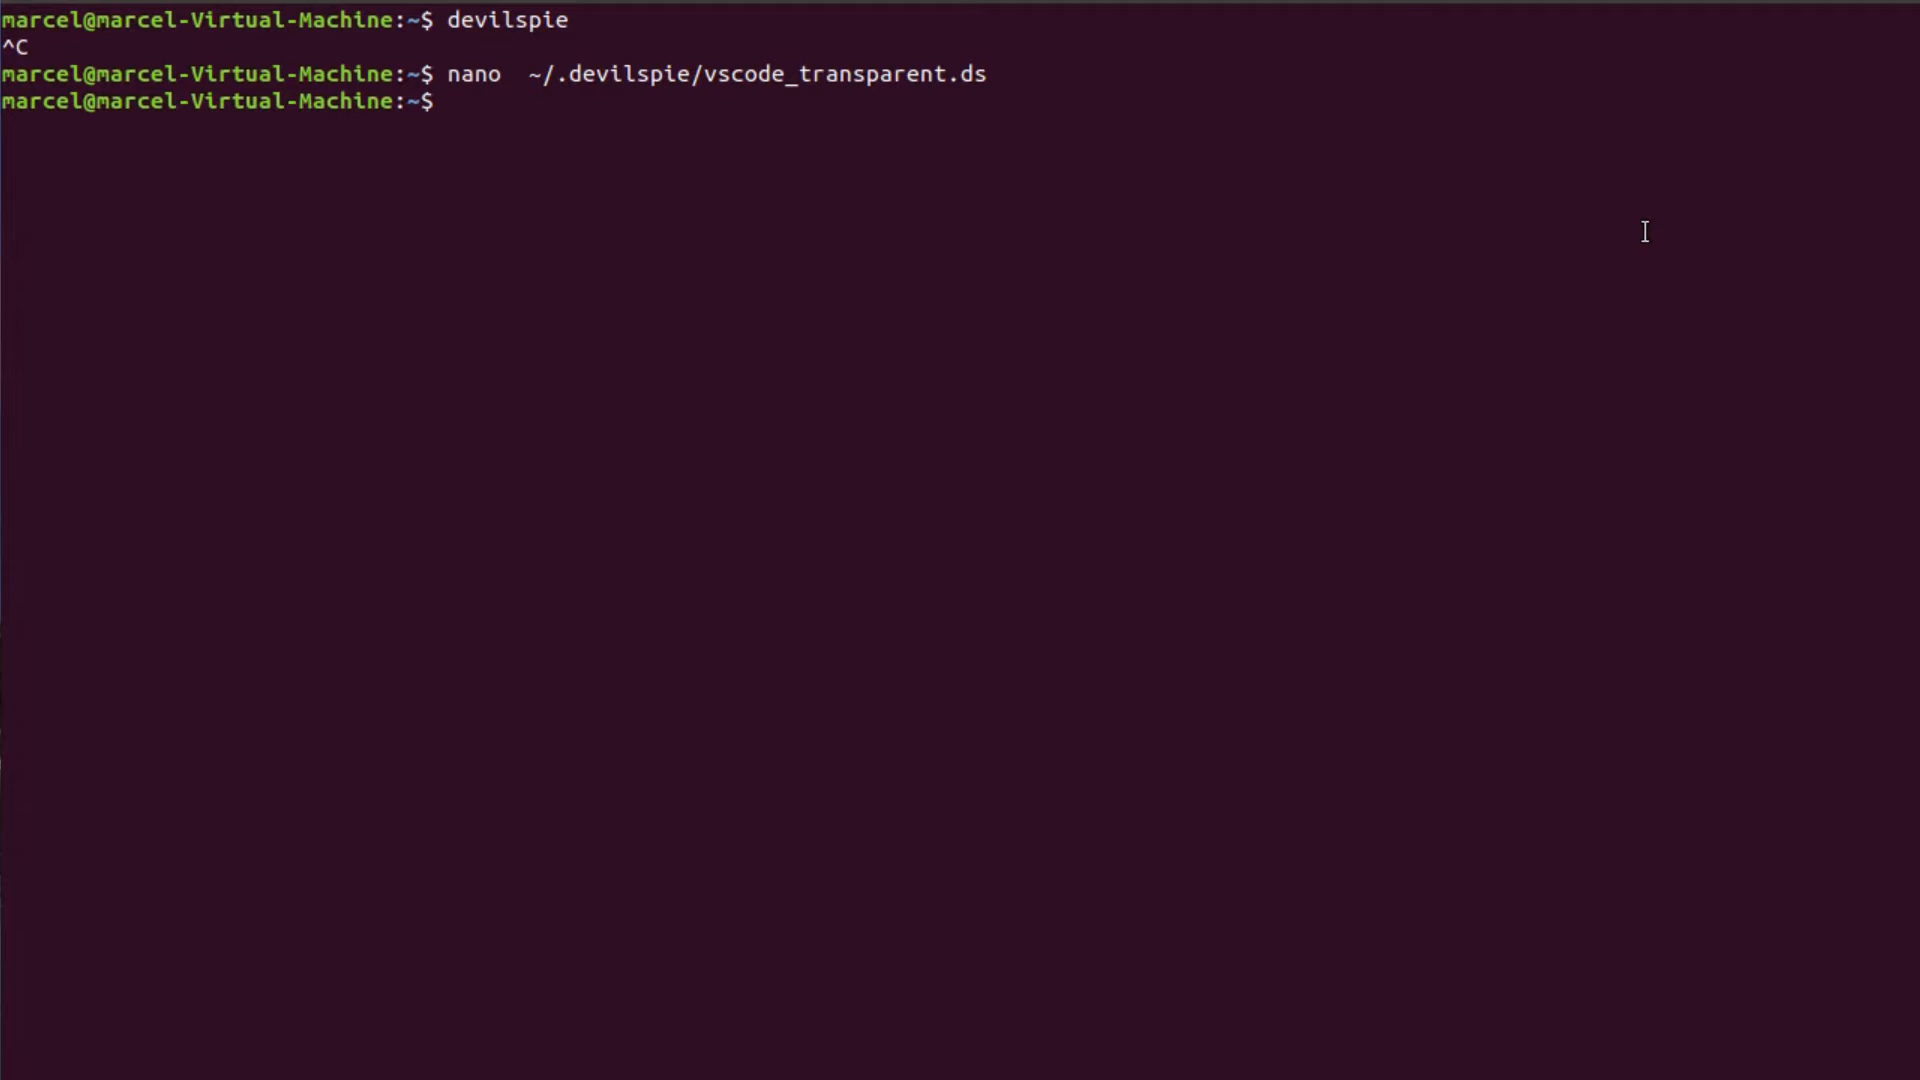 marcel@marcel-Virtual-Machine:~$ devilspie
^C
marcel@marcel-Virtual-Machine:~$ nano  ~/.devilspie/vscode_transparent.ds
marcel@marcel-Virtual-Machine:~$